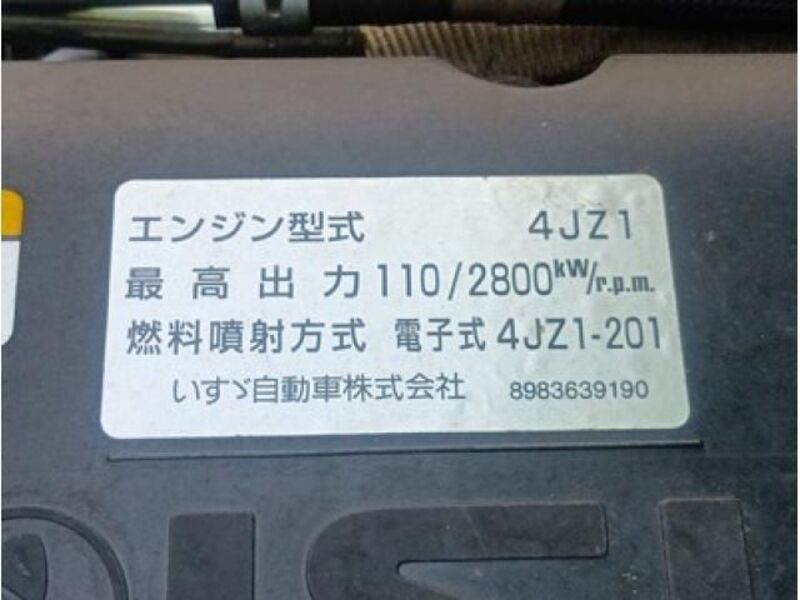 エンジン型式 4JZ1
最高出力 110/2800kW/r.p.m.
燃料噴射方式 電子式 4JZ1-201
いすゞ自動車株式会社 8983639190